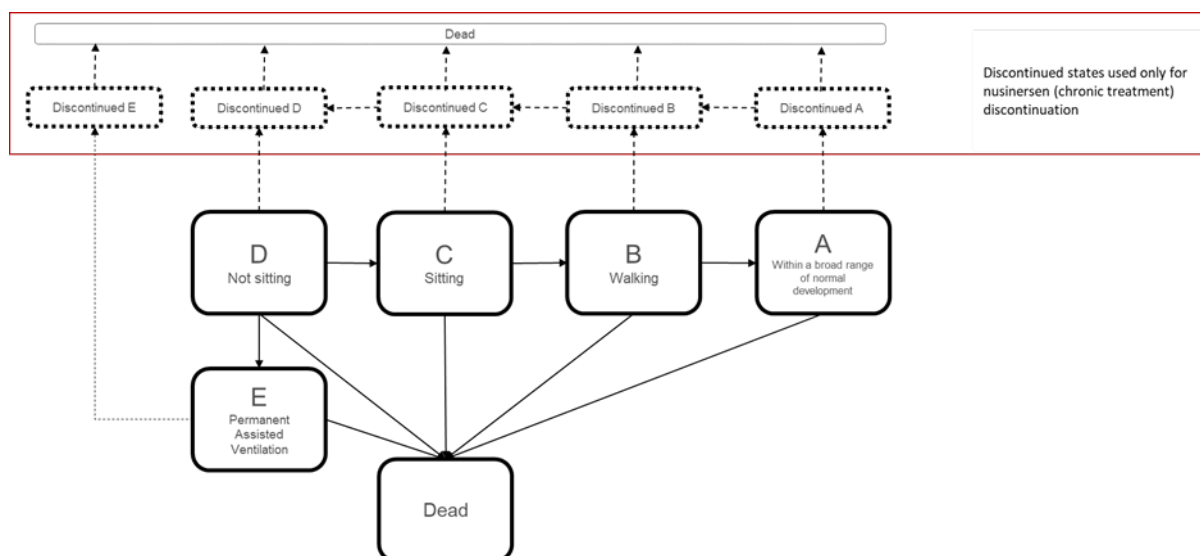 Dead
Discontinued E
Discontinued D
Discontinued C
Discontinued B
Discontinued A
Discontinued states used only for
nusinersen (chronic treatment)
discontinuation
D
Not sitting
C
Sitting
B
Walking
A
Within a broad range
of normal
development
E
Permanent
Assisted
Ventilation
Dead